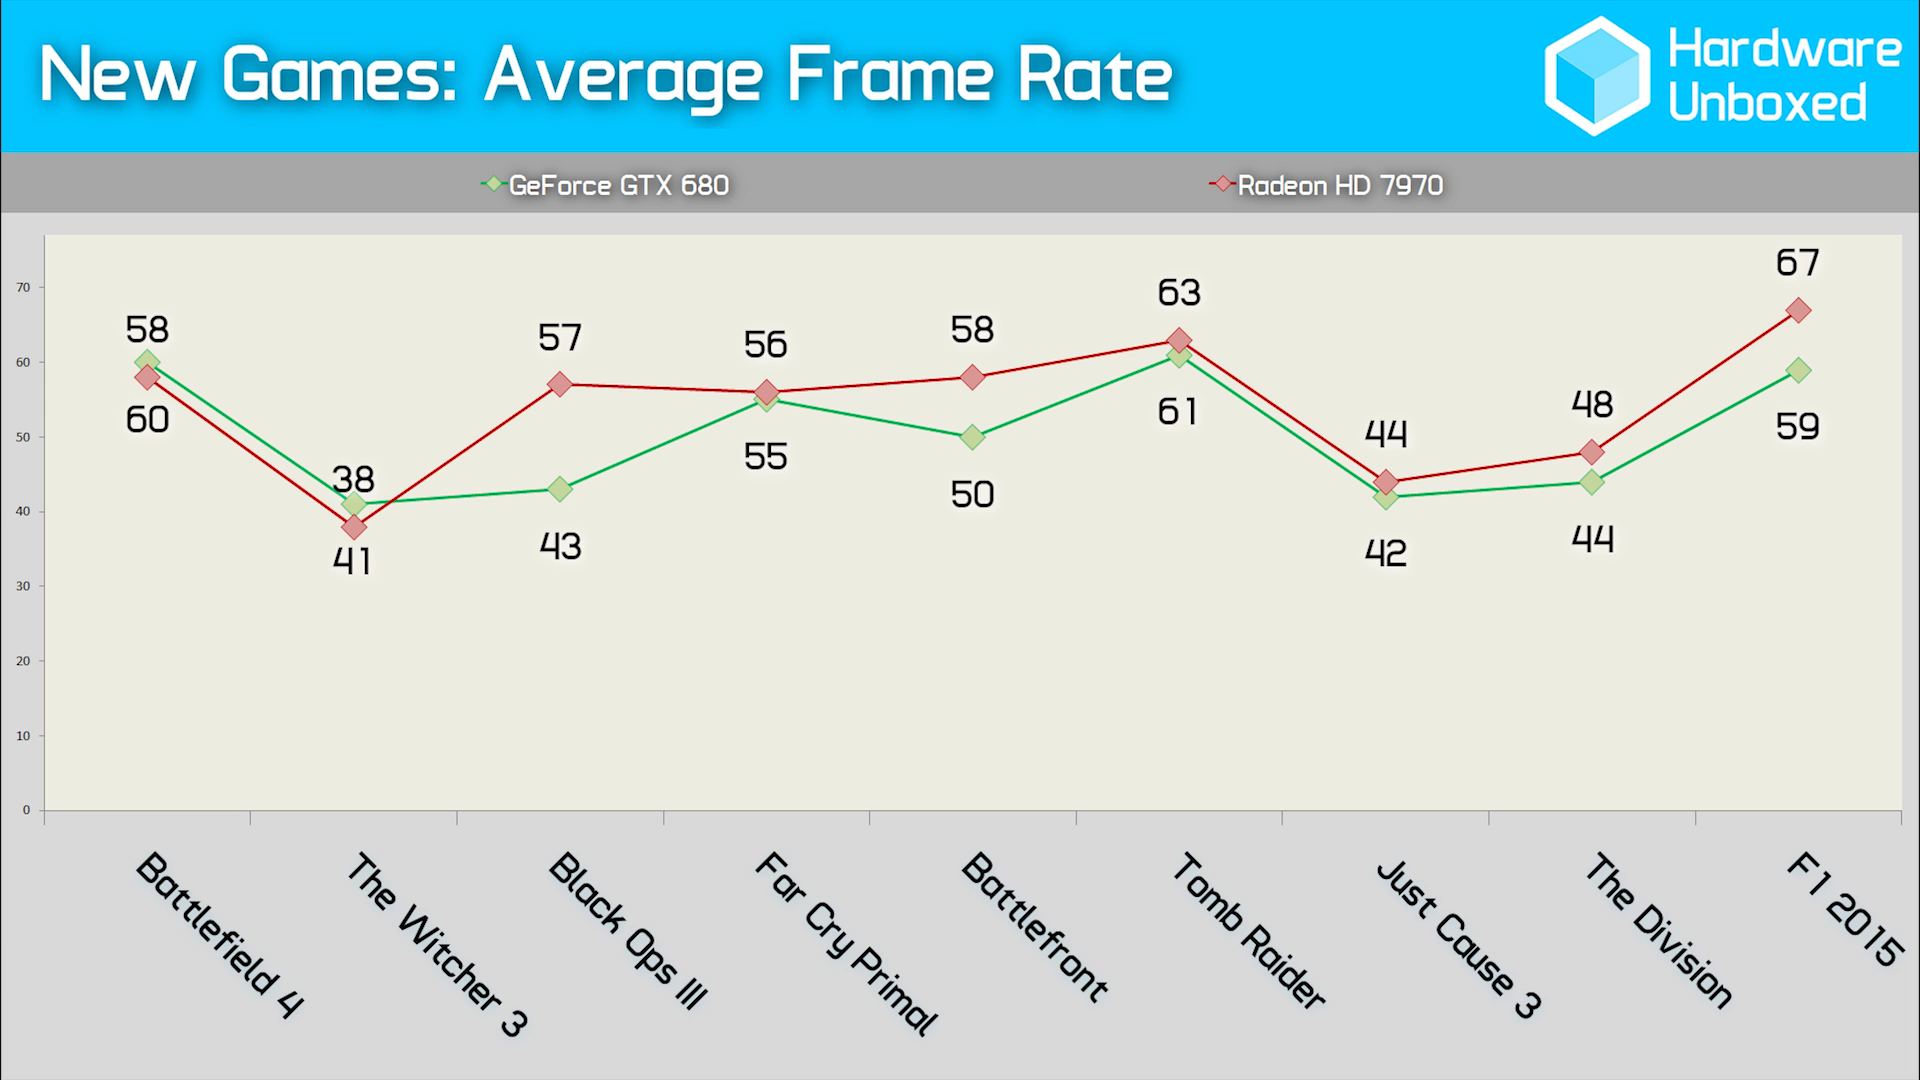 New Games: Average Frame Rate
Hardware
Unboxed
GeForce GTX 680
Radeon HD 7970
70
60
50
40
30
20
10
0
58
60
38
41
57
43
56
55
58
50
63
61
44
42
48
44
67
59
Battlefield 4
The Witcher 3
Black Ops III
Far Cry Primal
Battlefront
Tomb Raider
Just Cause 3
The Division
F1 2015